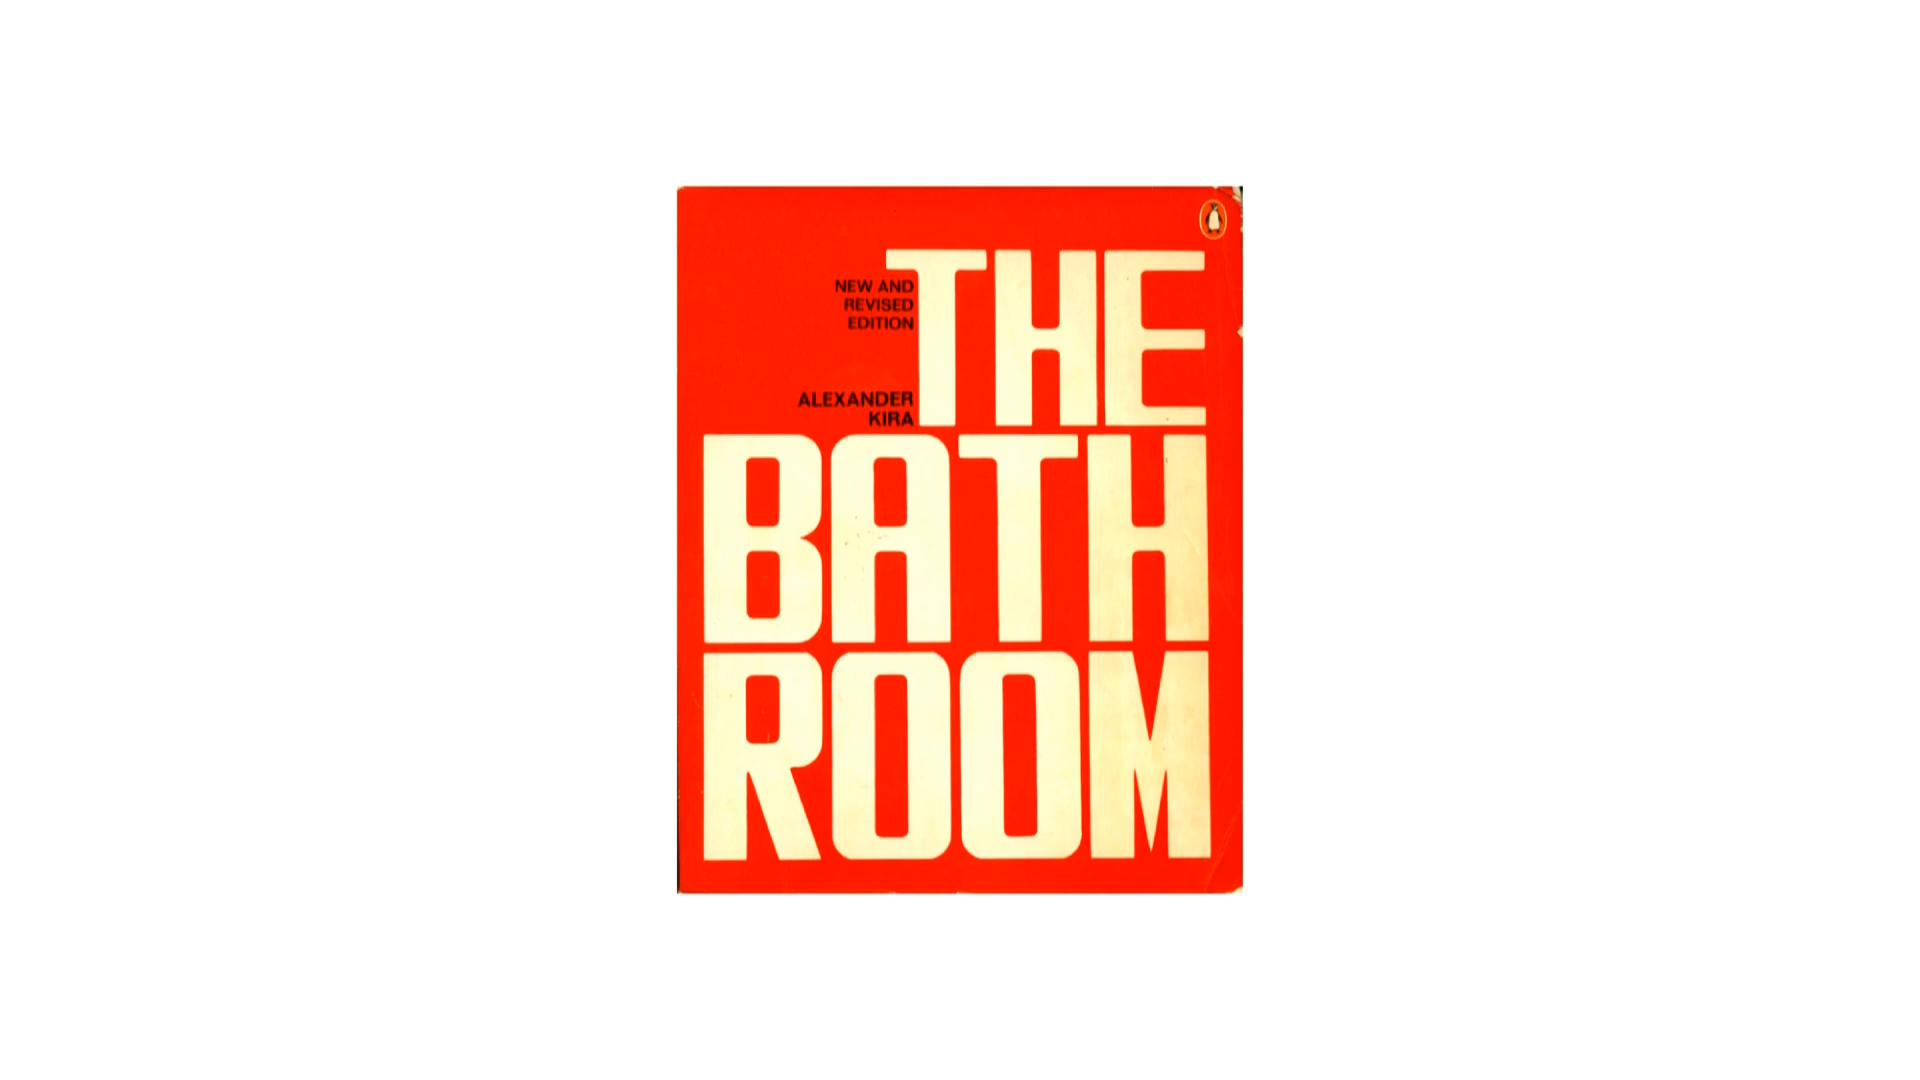 THE
NEW AND
REVISED
EDITION
ALEXANDER
KIRA
BATH
ROOM